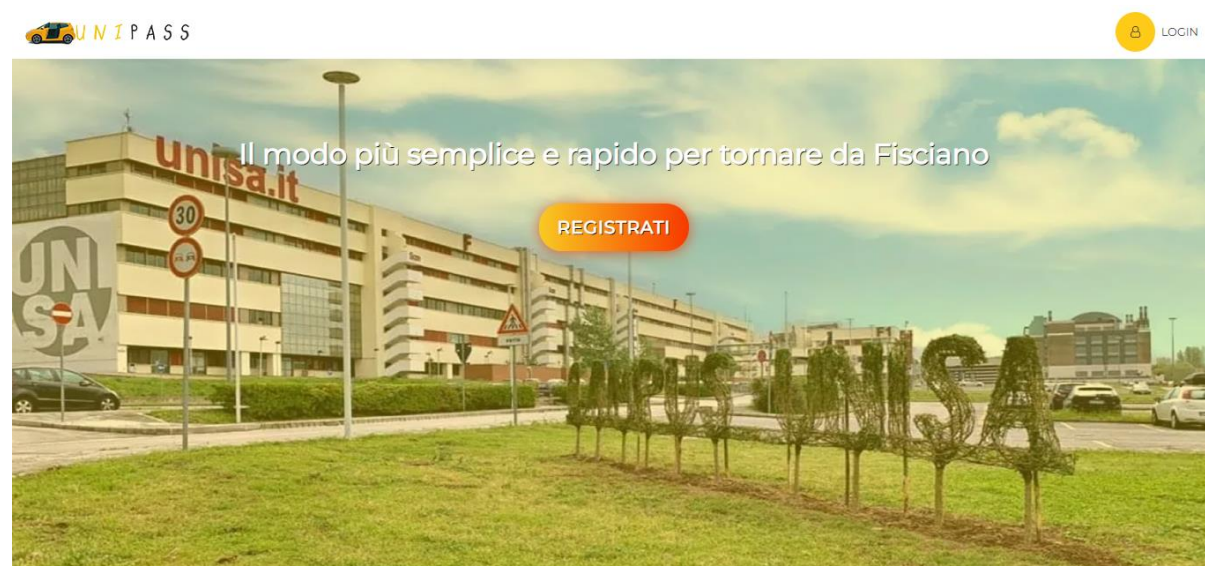 UNIPASS
LOGIN
Il modo più semplice e rapido per tornare da Fisciano
REGISTRATI
unisa.it
30
UNI
SA
F
CAMPUS UNISA